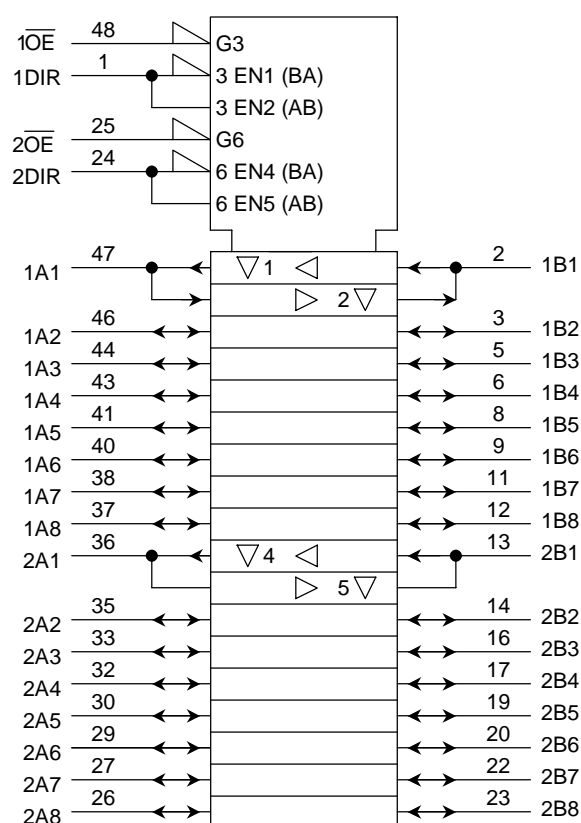 1OE 48 G3
1DIR 1 3 EN1 (BA)
3 EN2 (AB)
2OE 25 G6
2DIR 24 6 EN4 (BA)
6 EN5 (AB)
1A1 47 1 2 1B1
2
1A2 46 3 1B2
1A3 44 5 1B3
1A4 43 6 1B4
1A5 41 8 1B5
1A6 40 9 1B6
1A7 38 11 1B7
1A8 37 12 1B8
2A1 36 4 13 2B1
5
2A2 35 14 2B2
2A3 33 16 2B3
2A4 32 17 2B4
2A5 30 19 2B5
2A6 29 20 2B6
2A7 27 22 2B7
2A8 26 23 2B8